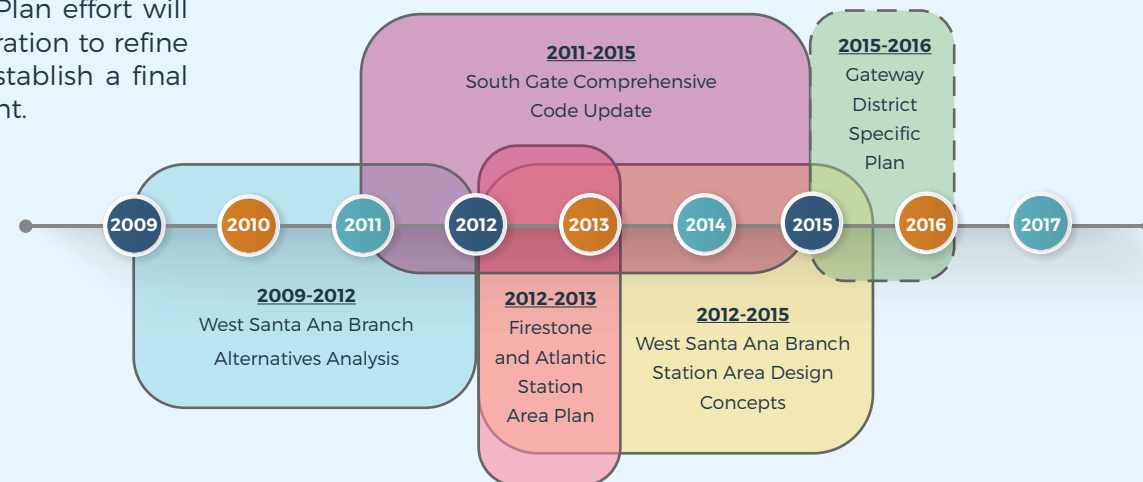 Plan effort will
ration to refine
stablish a final
nt.
2011-2015
South Gate Comprehensive
Code Update
2015-2016
Gateway
District
Specific
Plan
2009
2010
2011
2012
2013
2014
2015
2016
2017
2009-2012
West Santa Ana Branch
Alternatives Analysis
2012-2013
Firestone
and Atlantic
Station
Area Plan
2012-2015
West Santa Ana Branch
Station Area Design
Concepts